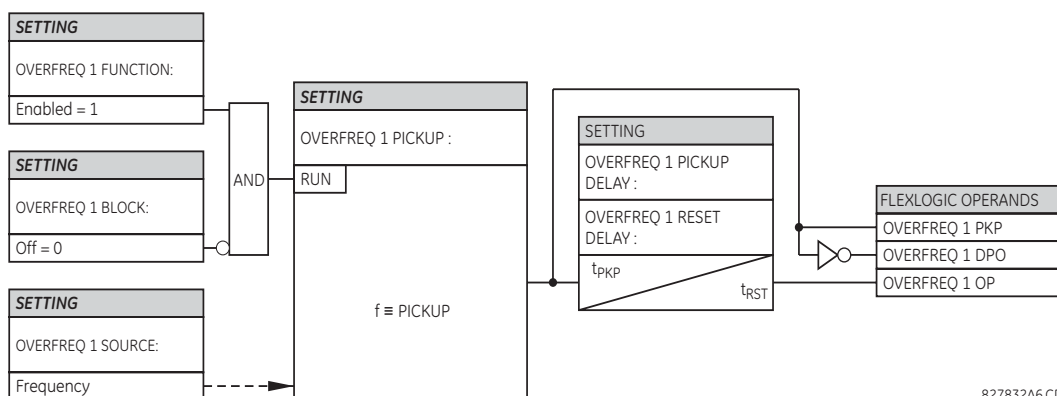 SETTING
OVERFREQ 1 FUNCTION:
Enabled = 1
SETTING
OVERFREQ 1 BLOCK:
Off = 0
SETTING
OVERFREQ 1 SOURCE:
Frequency
AND
SETTING
OVERFREQ 1 PICKUP :
RUN
f ≡ PICKUP
SETTING
OVERFREQ 1 PICKUP
DELAY :
OVERFREQ 1 RESET
DELAY :
tPKP
tRST
FLEXLOGIC OPERANDS
OVERFREQ 1 PKP
OVERFREQ 1 DPO
OVERFREQ 1 OP